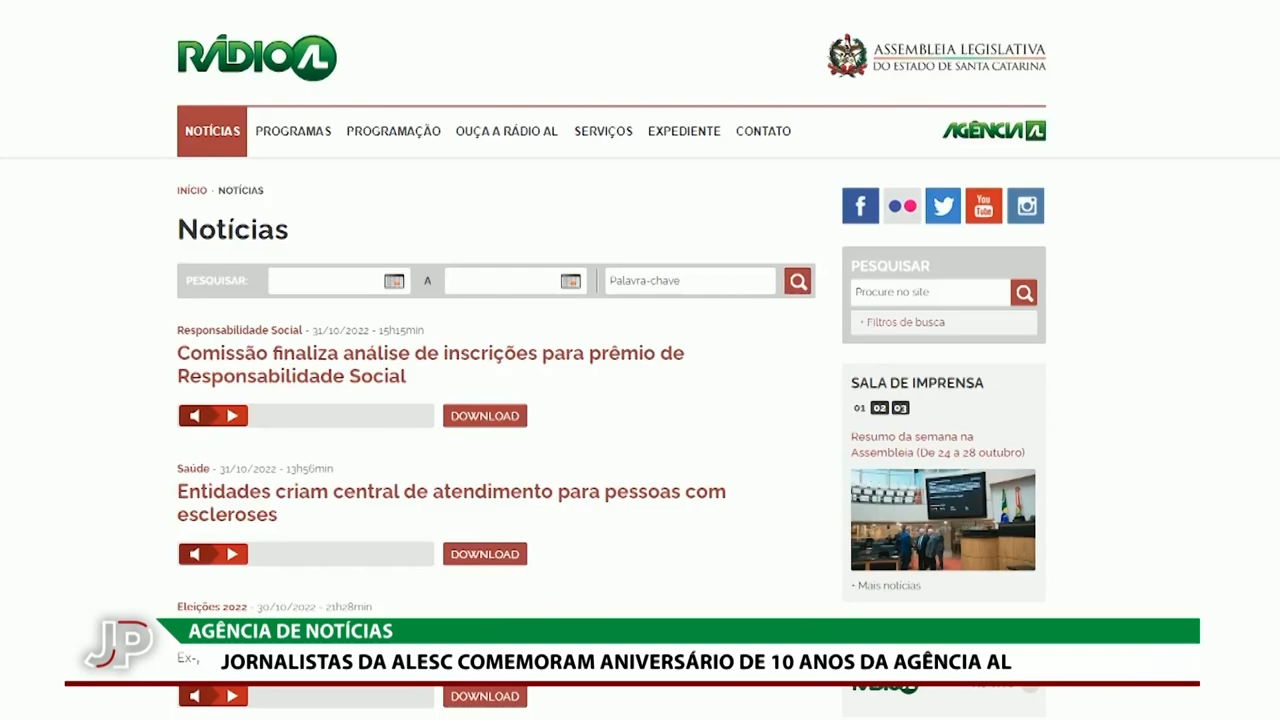 RÁDIO AL
ASSEMBLEIA LEGISLATIVA
DO ESTADO DE SANTA CATARINA
NOTÍCIAS PROGRAMAS PROGRAMAÇÃO OUÇA A RÁDIO AL SERVIÇOS EXPEDIENTE CONTATO
AGÊNCIA AL
INÍCIO · NOTÍCIAS
Notícias
PESQUISAR: A Palavra-chave
Responsabilidade Social - 31/10/2022 - 15h15min
Comissão finaliza análise de inscrições para prêmio de
Responsabilidade Social
DOWNLOAD
Saúde - 31/10/2022 - 13h56min
Entidades criam central de atendimento para pessoas com
escleroses
DOWNLOAD
Eleições 2022 - 30/10/2022 - 21h28min
Ex-
DOWNLOAD
You
Tube
PESQUISAR
Procure no site
+ Filtros de busca
SALA DE IMPRENSA
01 02 03
Resumo da semana na
Assembleia (De 24 a 28 outubro)
+ Mais notícias
JP
AGÊNCIA DE NOTÍCIAS
JORNALISTAS DA ALESC COMEMORAM ANIVERSÁRIO DE 10 ANOS DA AGÊNCIA AL